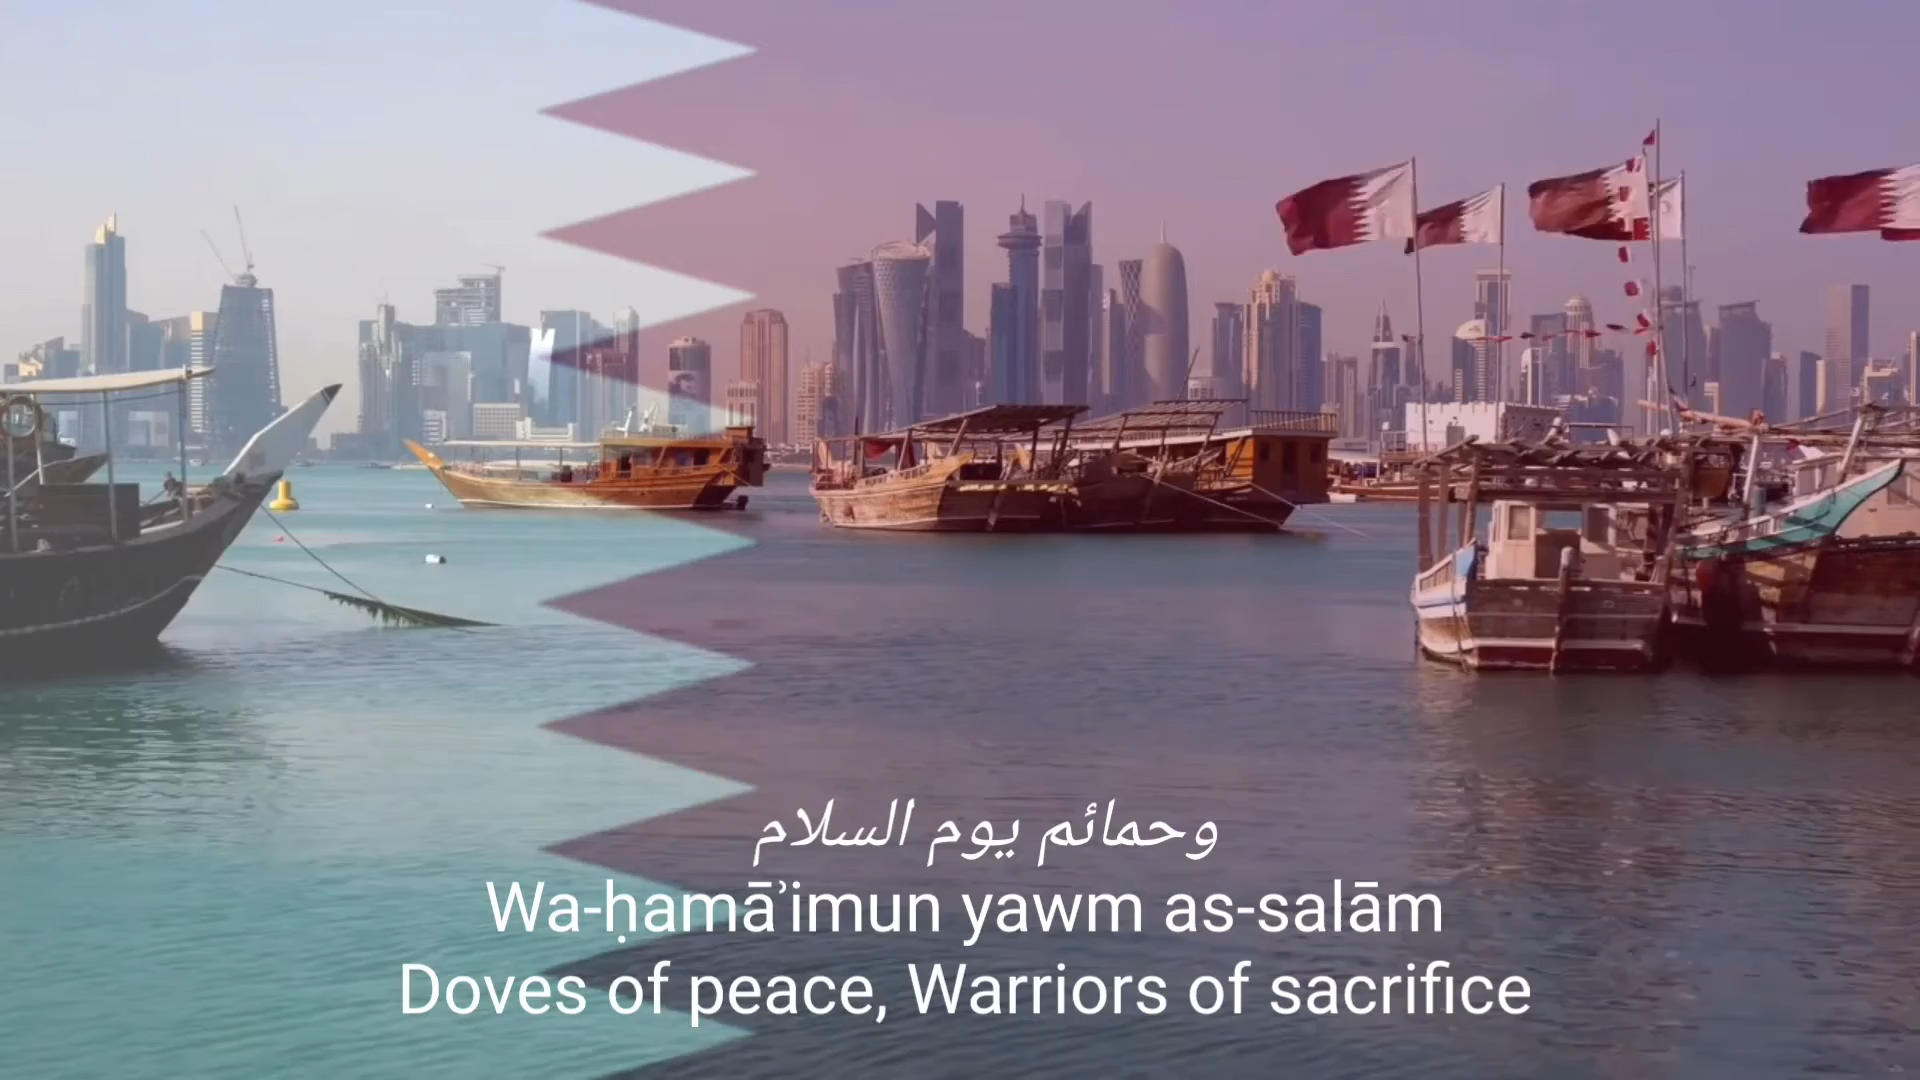 وحمائم يوم السلام
Wa-ḥamāʾimun yawm as-salām
Doves of peace, Warriors of sacrifice